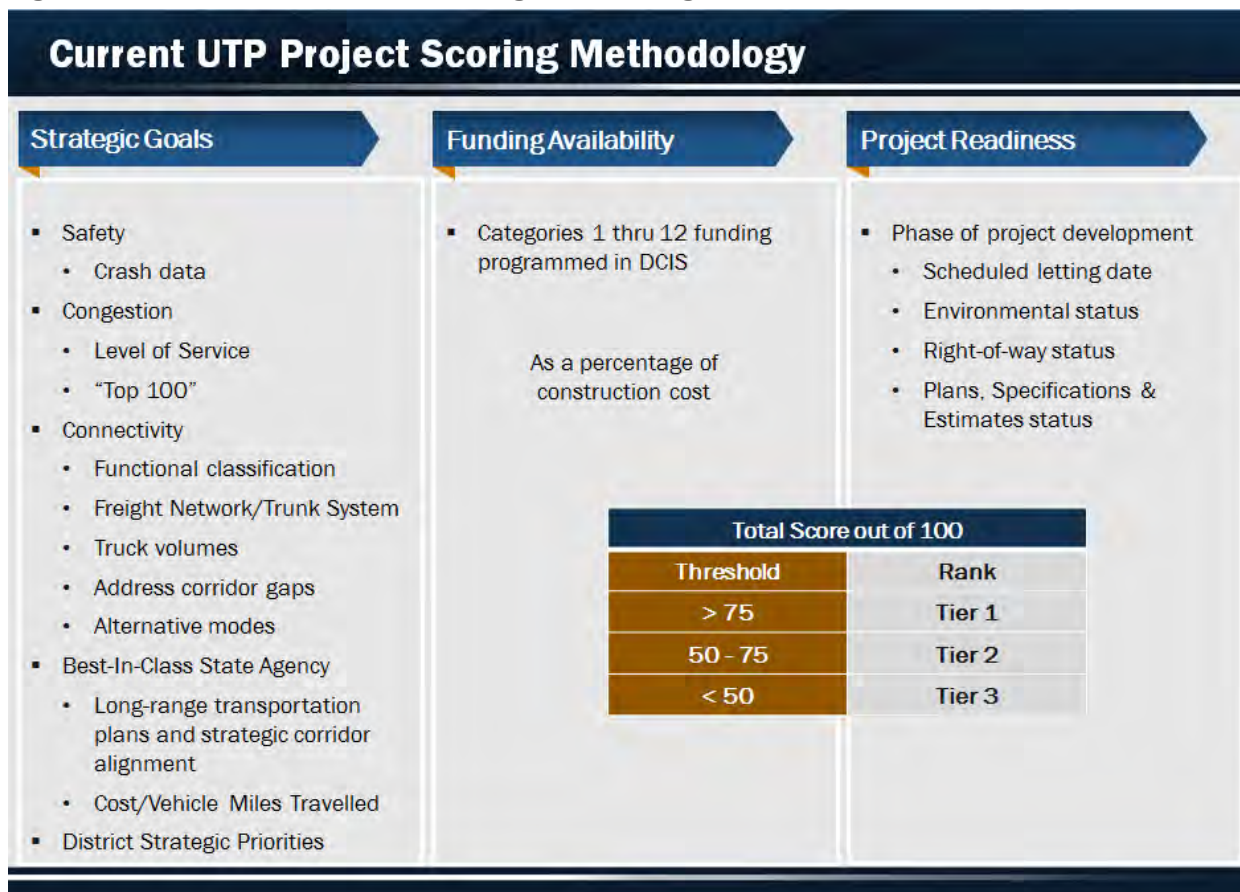 Current UTP Project Scoring Methodology
Strategic Goals
▪ Safety
• Crash data
▪ Congestion
• Level of Service
• “Top 100”
▪ Connectivity
• Functional classification
• Freight Network/Trunk System
• Truck volumes
• Address corridor gaps
• Alternative modes
▪ Best-In-Class State Agency
• Long-range transportation
plans and strategic corridor
alignment
• Cost/Vehicle Miles Travelled
▪ District Strategic Priorities
Funding Availability
▪ Categories 1 thru 12 funding
programmed in DCIS
As a percentage of
construction cost
Project Readiness
▪ Phase of project development
• Scheduled letting date
• Environmental status
• Right-of-way status
• Plans, Specifications &
Estimates status
Total Score out of 100
Threshold Rank
> 75 Tier 1
50 - 75 Tier 2
< 50 Tier 3